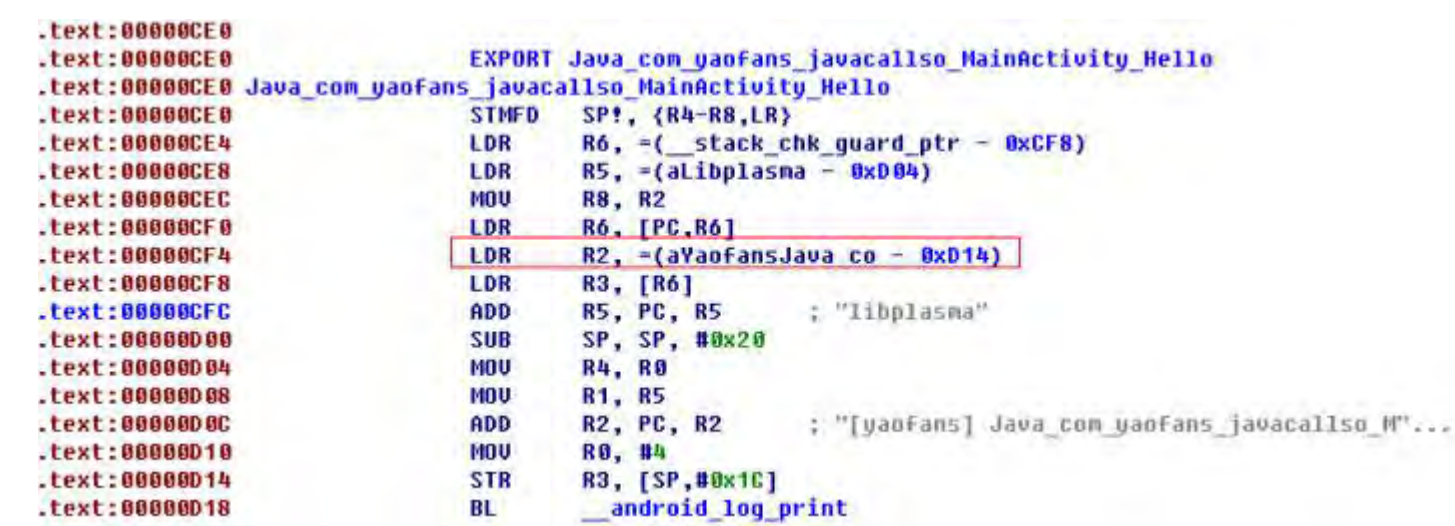 .text:00000CE0
.text:00000CE0 EXPORT Java_com_yaofans_javacallso_MainActivity_Hello
.text:00000CE0 Java_com_yaofans_javacallso_MainActivity_Hello
.text:00000CE0 STMFD SP!, {R4-R8,LR}
.text:00000CE4 LDR R6, =(__stack_chk_guard_ptr - 0xCF8)
.text:00000CE8 LDR R5, =(aLibplasma - 0xD04)
.text:00000CEC MOV R8, R2
.text:00000CF0 LDR R6, [PC,R6]
.text:00000CF4 LDR R2, =(aYaofansJava_co - 0xD14)
.text:00000CF8 LDR R3, [R6]
.text:00000CFC ADD R5, PC, R5 ; "libplasma"
.text:00000D00 SUB SP, SP, #0x20
.text:00000D04 MOV R4, R0
.text:00000D08 MOV R1, R5
.text:00000D0C ADD R2, PC, R2 ; "[yaofans] Java_com_yaofans_javacallso_M"...
.text:00000D10 MOV R0, #4
.text:00000D14 STR R3, [SP,#0x1C]
.text:00000D18 BL __android_log_print